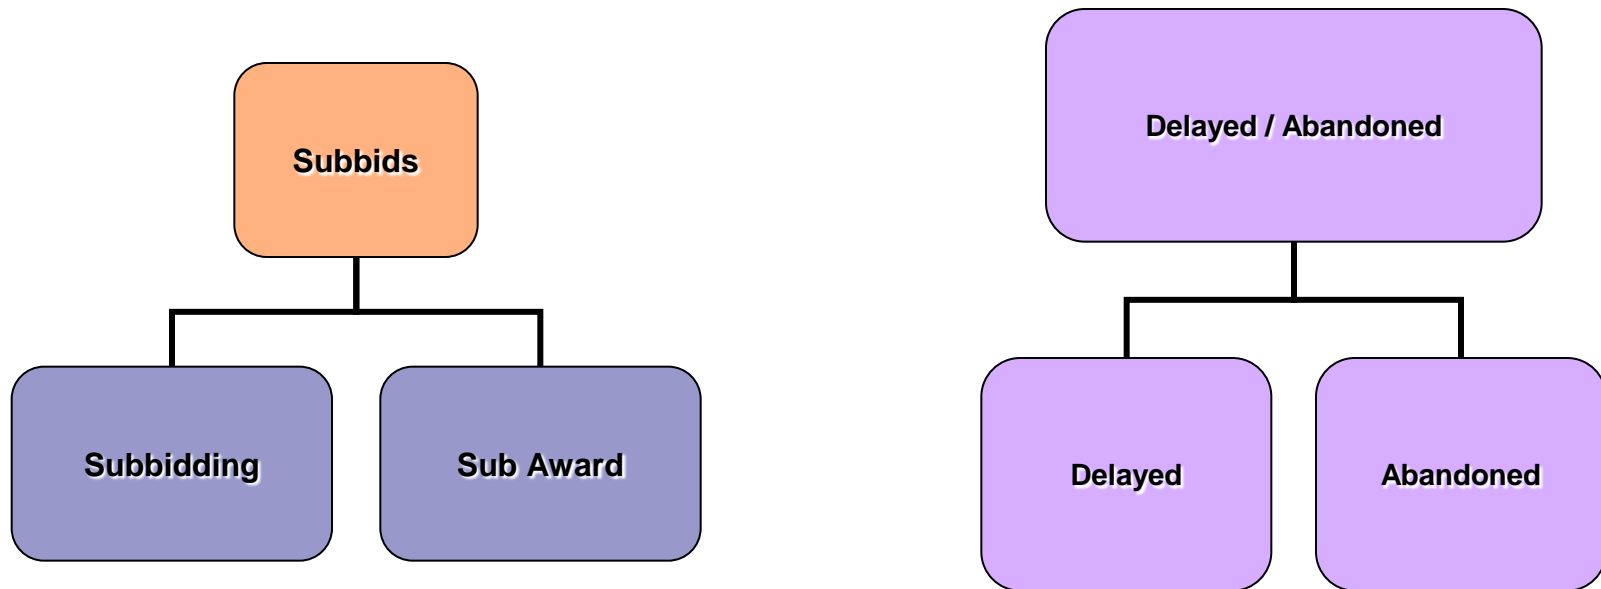 Subbids
Subbidding
Sub Award
Delayed / Abandoned
Delayed
Abandoned